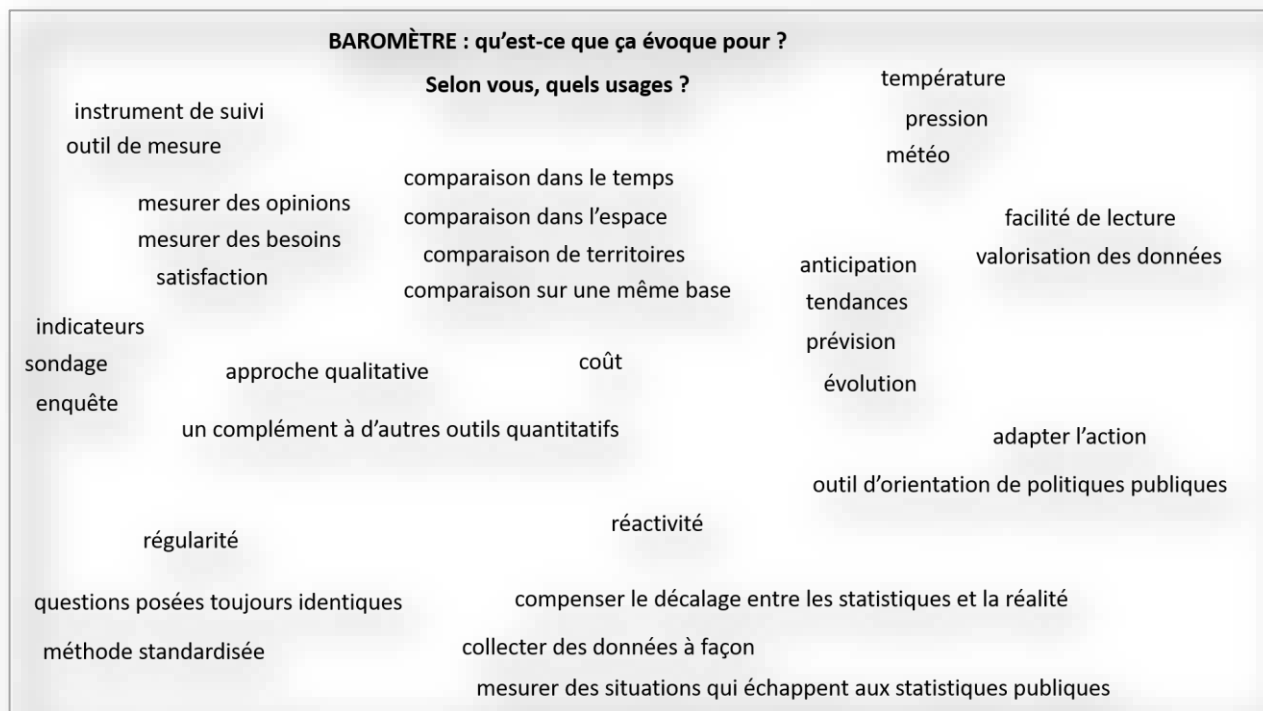 BAROMÈTRE : qu’est-ce que ça évoque pour ?
Selon vous, quels usages ?
température
pression
météo
instrument de suivi
outil de mesure
comparaison dans le temps
comparaison dans l’espace
comparaison de territoires
comparaison sur une même base
mesurer des opinions
mesurer des besoins
satisfaction
facilité de lecture
valorisation des données
anticipation
tendances
prévision
évolution
indicateurs
sondage
enquête
approche qualitative
coût
un complément à d’autres outils quantitatifs
adapter l’action
outil d’orientation de politiques publiques
réactivité
régularité
questions posées toujours identiques
méthode standardisée
compenser le décalage entre les statistiques et la réalité
collecter des données à façon
mesurer des situations qui échappent aux statistiques publiques